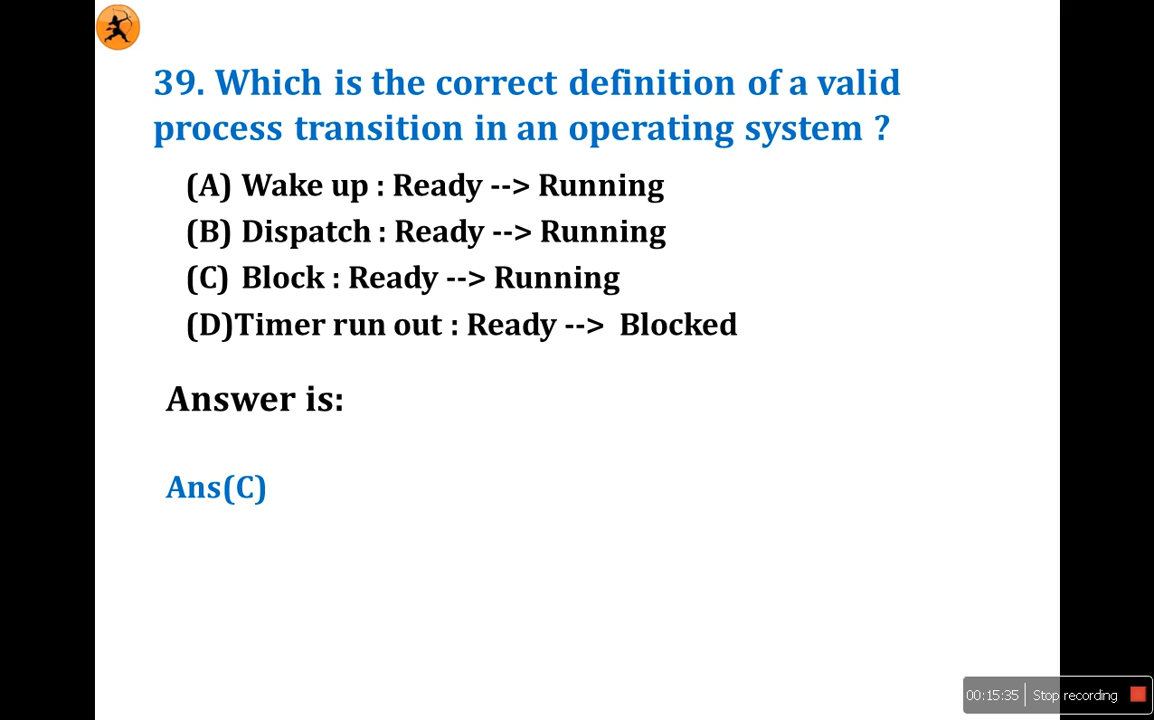 39. Which is the correct definition of a valid
process transition in an operating system ?
(A) Wake up : Ready --> Running
(B) Dispatch : Ready --> Running
(C) Block : Ready --> Running
(D)Timer run out : Ready --> Blocked
Answer is:
Ans(C)
00:15:35 Stop recording